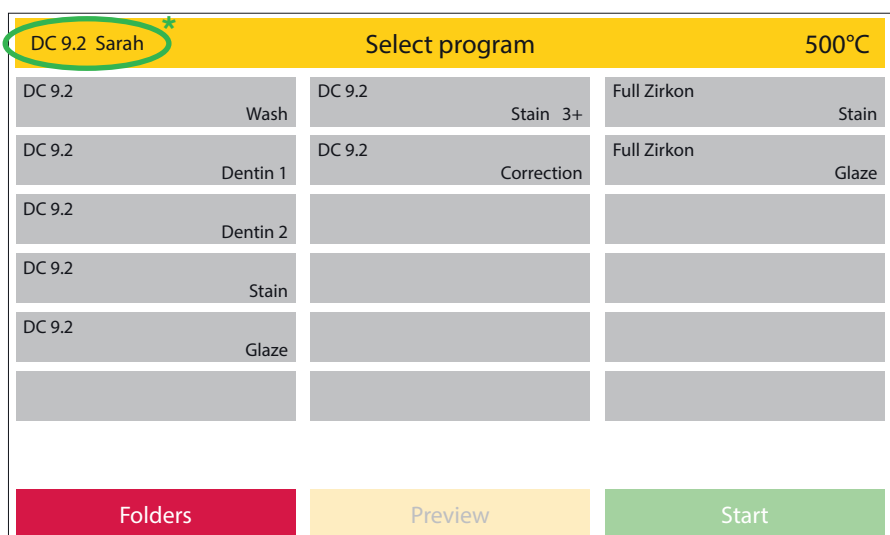 DC 9.2 Sarah *
Select program
500°C
DC 9.2
Wash
DC 9.2
Dentin 1
DC 9.2
Dentin 2
DC 9.2
Stain
DC 9.2
Glaze
DC 9.2
Stain 3+
DC 9.2
Correction
Full Zirkon
Stain
Full Zirkon
Glaze
Folders
Preview
Start